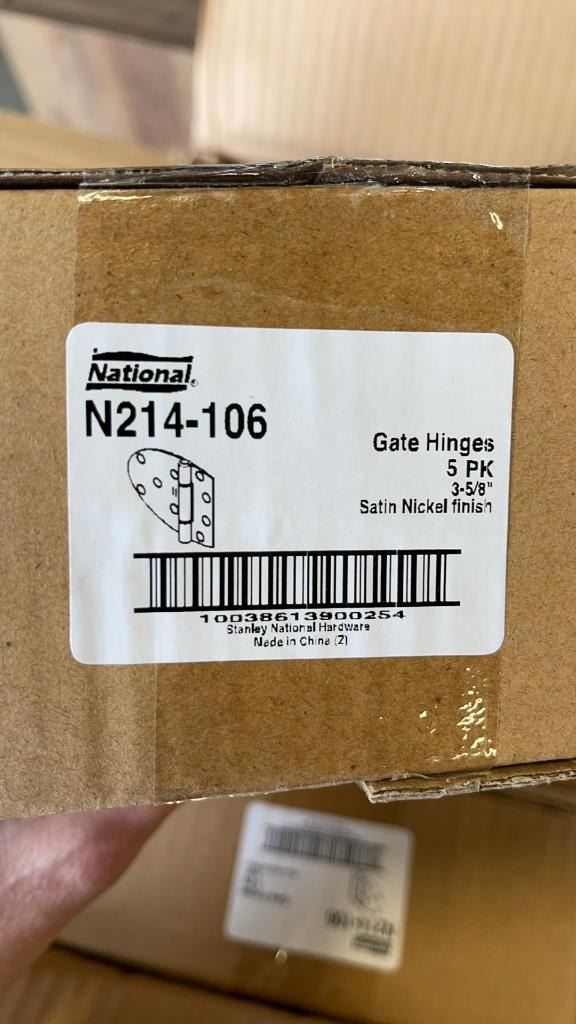 National®
N214-106
Gate Hinges
5 PK
3-5/8"
Satin Nickel finish
10038613900254
Stanley National Hardware
Made in China (Z)